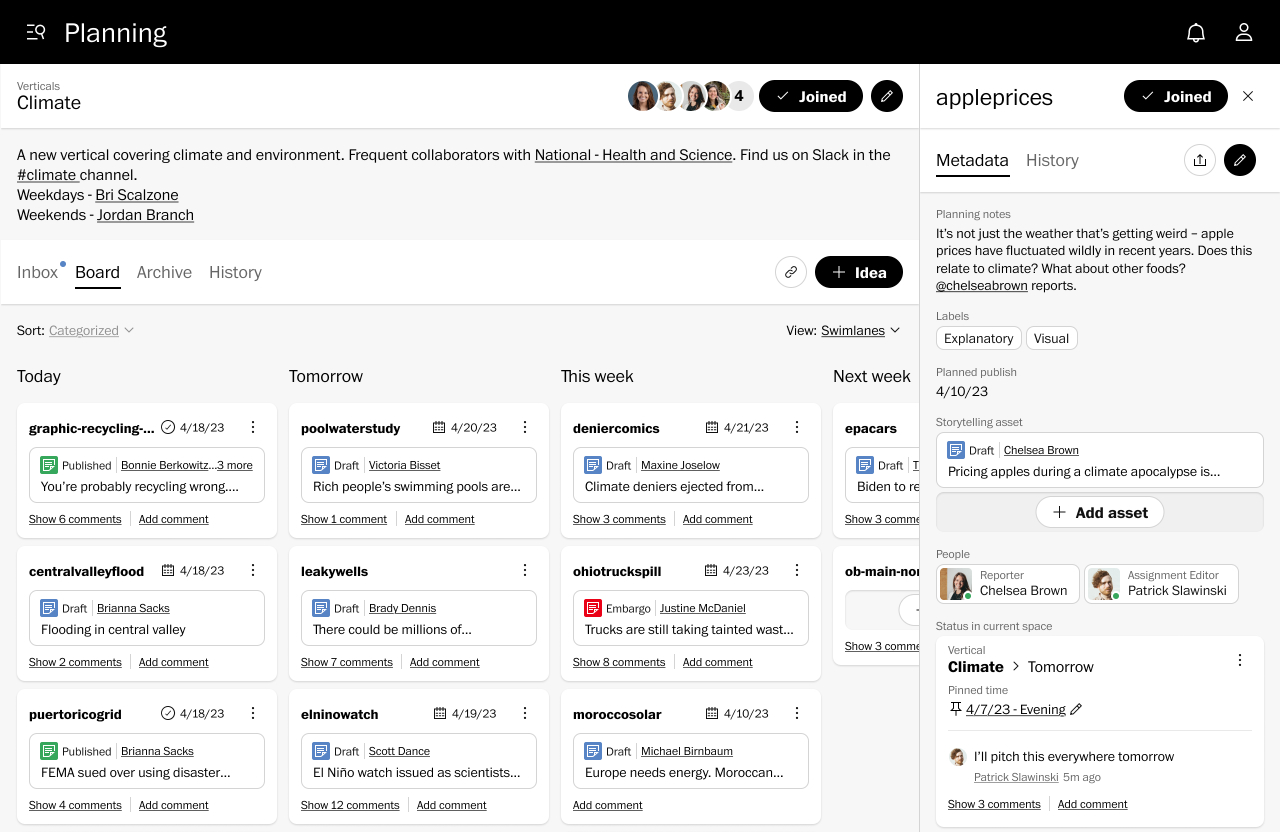 Planning
Verticals
Climate
4
Joined
A new vertical covering climate and environment. Frequent collaborators with National - Health and Science. Find us on Slack in the
#climate channel.
Weekdays - Bri Scalzone
Weekends - Jordan Branch
Inbox
Board
Archive
History
Idea
Sort: Categorized
View: Swimlanes
Today
graphic-recycling-...
4/18/23
Published
Bonnie Berkowitz...3 more
You're probably recycling wrong....
Show 6 comments
Add comment
centralvalleyflood
4/18/23
Draft
Brianna Sacks
Flooding in central valley
Show 2 comments
Add comment
puertoricogrid
4/18/23
Published
Brianna Sacks
FEMA sued over using disaster...
Show 4 comments
Add comment
Tomorrow
poolwaterstudy
4/20/23
Draft
Victoria Bisset
Rich people's swimming pools are...
Show 1 comment
Add comment
leakywells
Draft
Brady Dennis
There could be millions of...
Show 7 comments
Add comment
elninowatch
4/19/23
Draft
Scott Dance
El Niño watch issued as scientists...
Show 12 comments
Add comment
This week
deniercomics
4/21/23
Draft
Maxine Joselow
Climate deniers ejected from...
Show 3 comments
Add comment
ohiotruckspill
4/23/23
Embargo
Justine McDaniel
Trucks are still taking tainted wast...
Show 8 comments
Add comment
moroccosolar
4/10/23
Draft
Michael Birnbaum
Europe needs energy. Moroccan...
Add comment
Next week
epacars
Draft
Biden to
Show 3
ob-main-
Show 3
appleprices
Joined
Metadata
History
Planning notes
It's not just the weather that's getting weird – apple
prices have fluctuated wildly in recent years. Does this
relate to climate? What about other foods?
@chelseabrown reports.
Labels
Explanatory
Visual
Planned publish
4/10/23
Storytelling asset
Draft
Chelsea Brown
Pricing apples during a climate apocalypse is...
Add asset
People
Reporter
Chelsea Brown
Assignment Editor
Patrick Slawinski
Status in current space
Vertical
Climate > Tomorrow
Pinned time
4/7/23 - Evening
I'll pitch this everywhere tomorrow
Patrick Slawinski 5m ago
Show 3 comments
Add comment